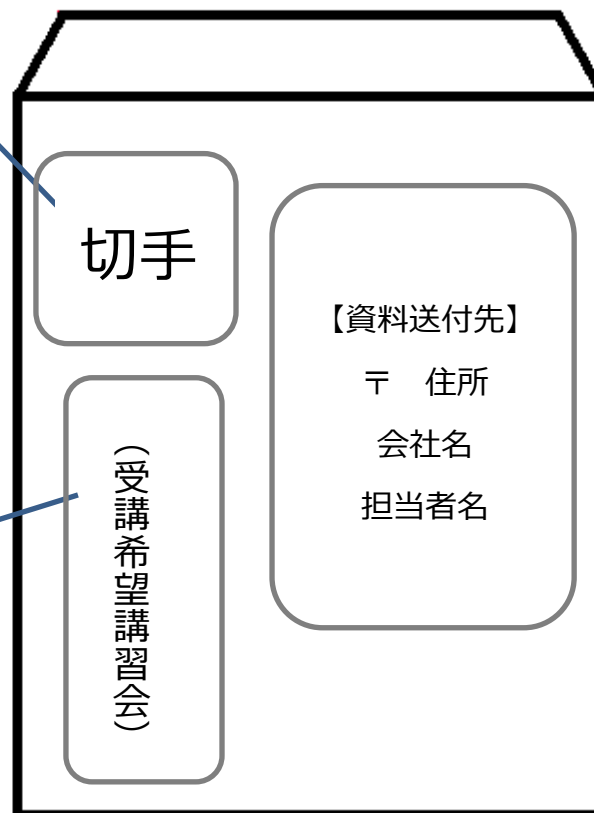 切手
【資料送付先】
〒　住所
会社名
担当者名
（受講希望講習会）